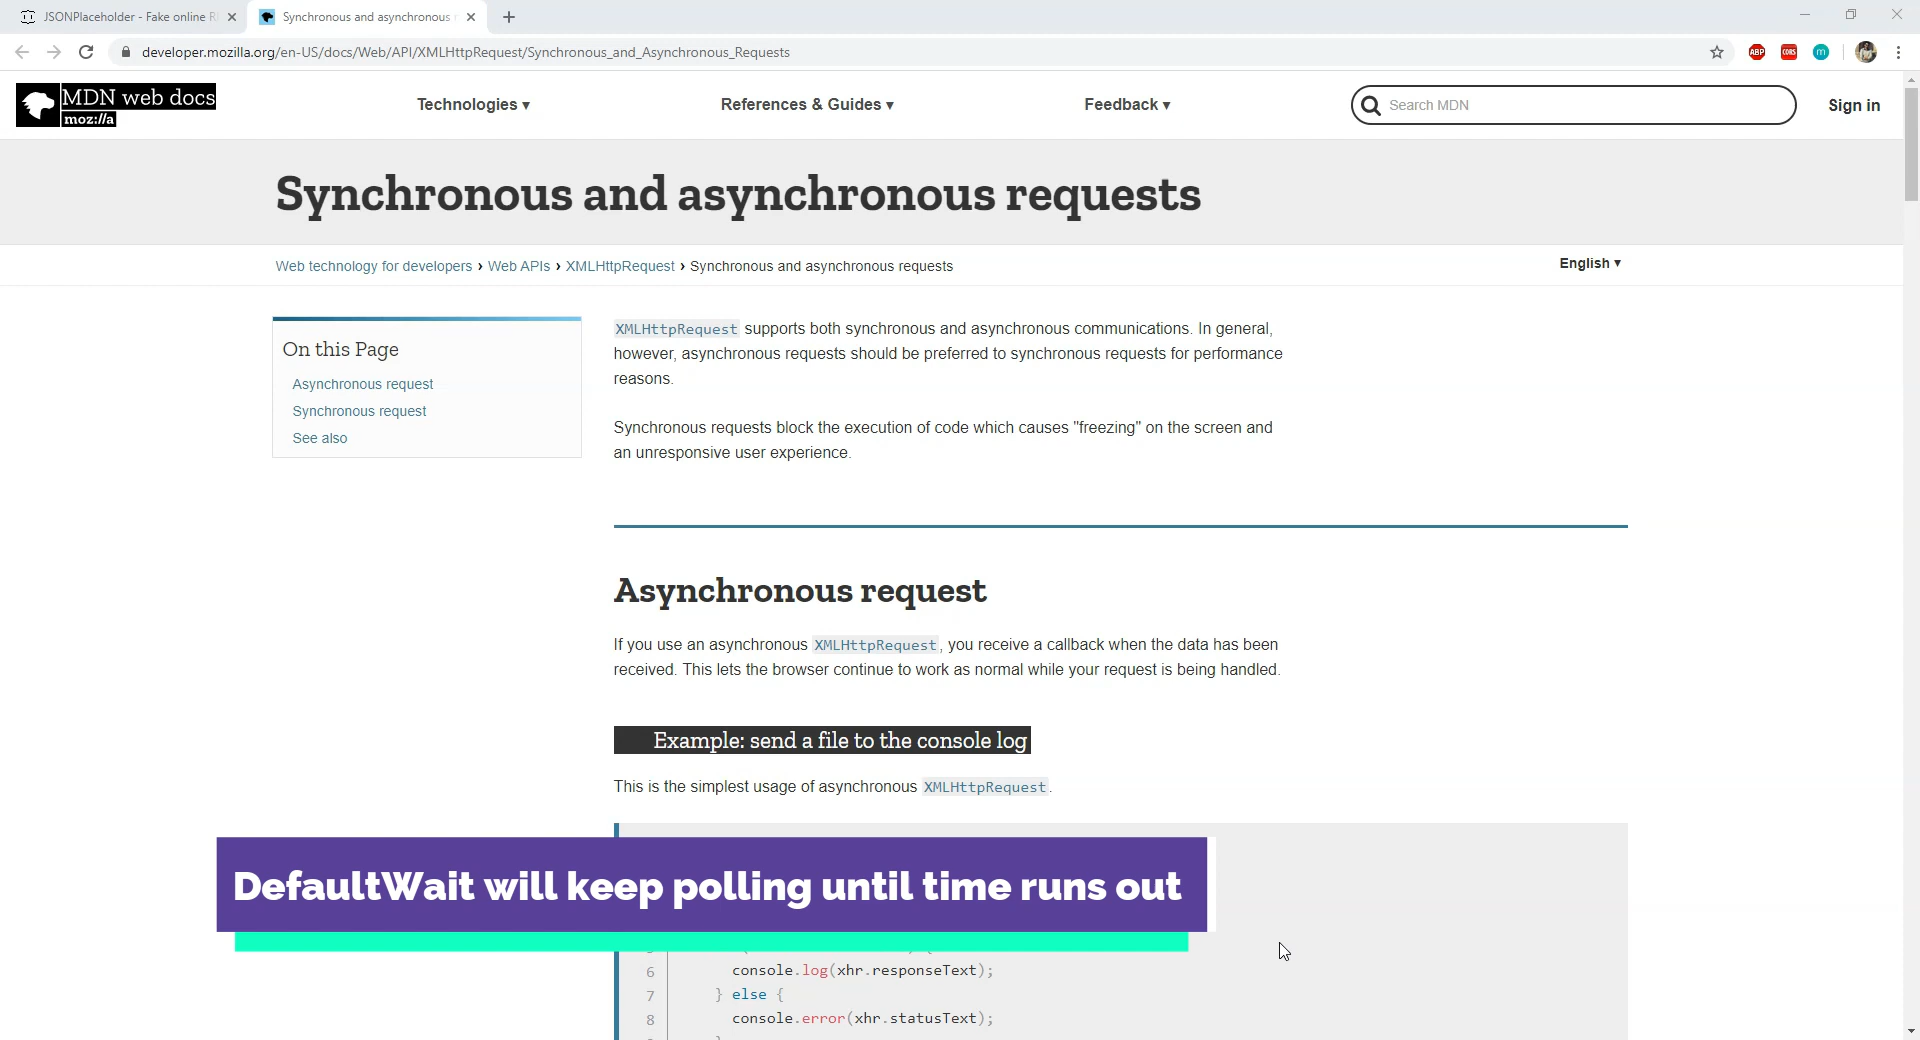 JSONPlaceholder - Fake online R
Synchronous and asynchronous
developer.mozilla.org/en-US/docs/Web/API/XMLHttpRequest/Synchronous_and_Asynchronous_Requests
ABP
CORS
m
MDN web docs
moz://a
Technologies ▾
References & Guides ▾
Feedback ▾
Search MDN
Sign in
Synchronous and asynchronous requests
Web technology for developers › Web APIs › XMLHttpRequest › Synchronous and asynchronous requests
English ▾
On this Page
Asynchronous request
Synchronous request
See also
XMLHttpRequest supports both synchronous and asynchronous communications. In general,
however, asynchronous requests should be preferred to synchronous requests for performance
reasons.
Synchronous requests block the execution of code which causes "freezing" on the screen and
an unresponsive user experience.
Asynchronous request
If you use an asynchronous XMLHttpRequest, you receive a callback when the data has been
received. This lets the browser continue to work as normal while your request is being handled.
Example: send a file to the console log
This is the simplest usage of asynchronous XMLHttpRequest.
DefaultWait will keep polling until time runs out
6 console.log(xhr.responseText);
7 } else {
8 console.error(xhr.statusText);